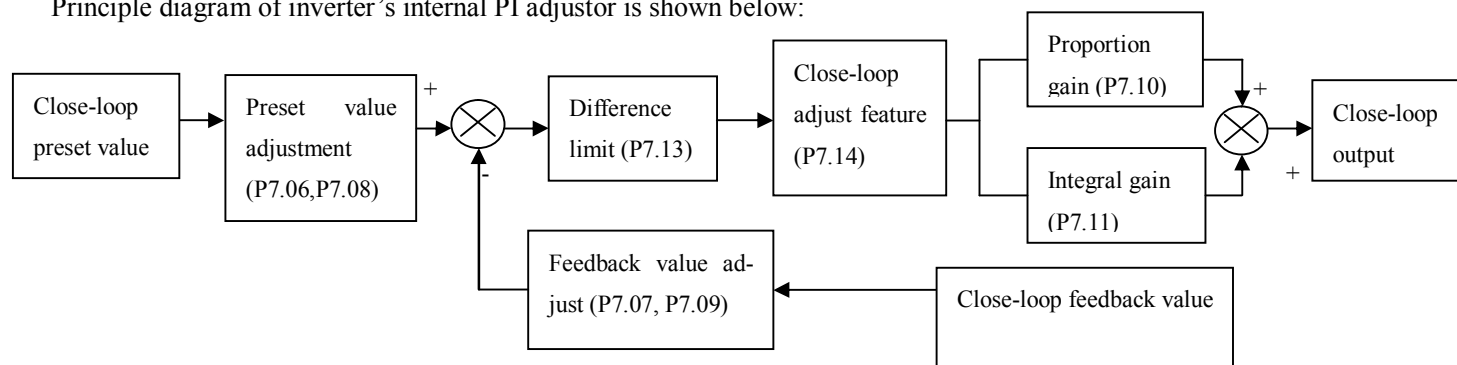 Principle diagram of inverter's internal PI adjustor is shown below:
Close-loop
preset value
Preset value
adjustment
(P7.06,P7.08)
+
-
Difference
limit (P7.13)
Close-loop
adjust feature
(P7.14)
Proportion
gain (P7.10)
Integral gain
(P7.11)
+
+
Close-loop
output
Feedback value ad-
just (P7.07, P7.09)
Close-loop feedback value